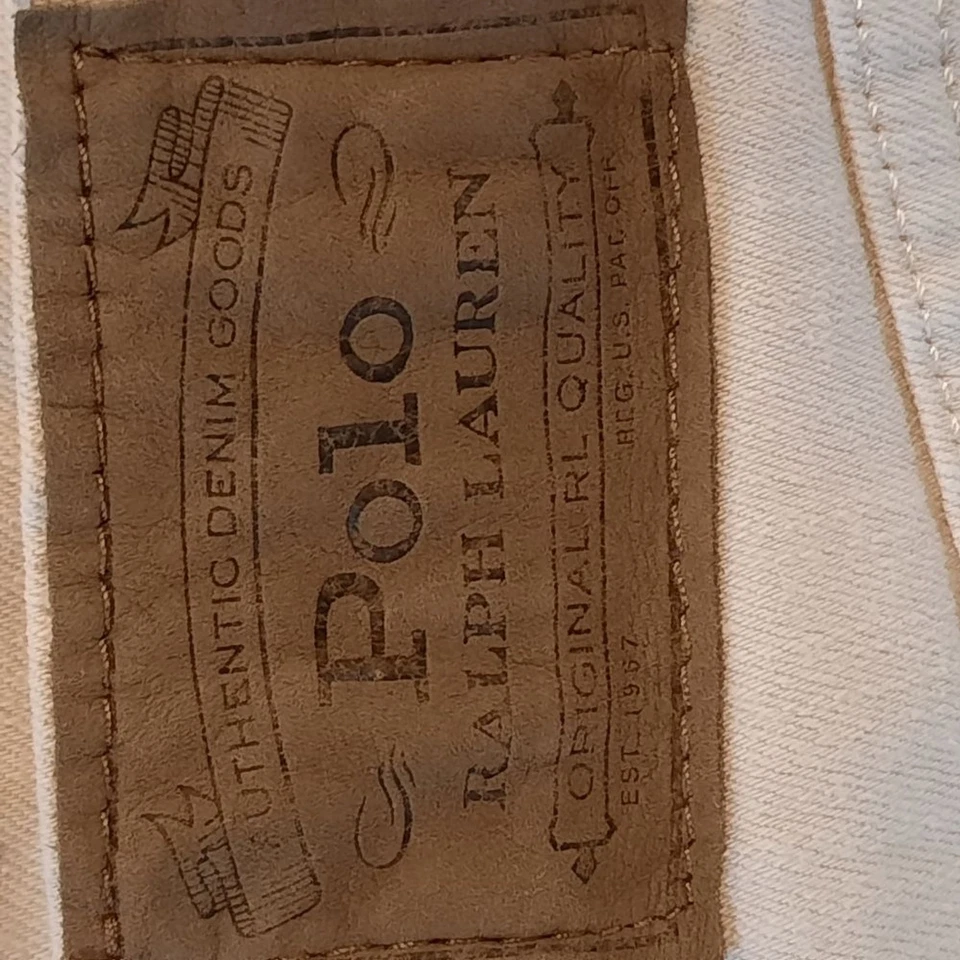 AUTHENTIC DENIM GOODS
Polo
RALPH LAUREN
ORIGINAL RL QUALITY
EST. 1967 REG. U.S. PAT. OFF.